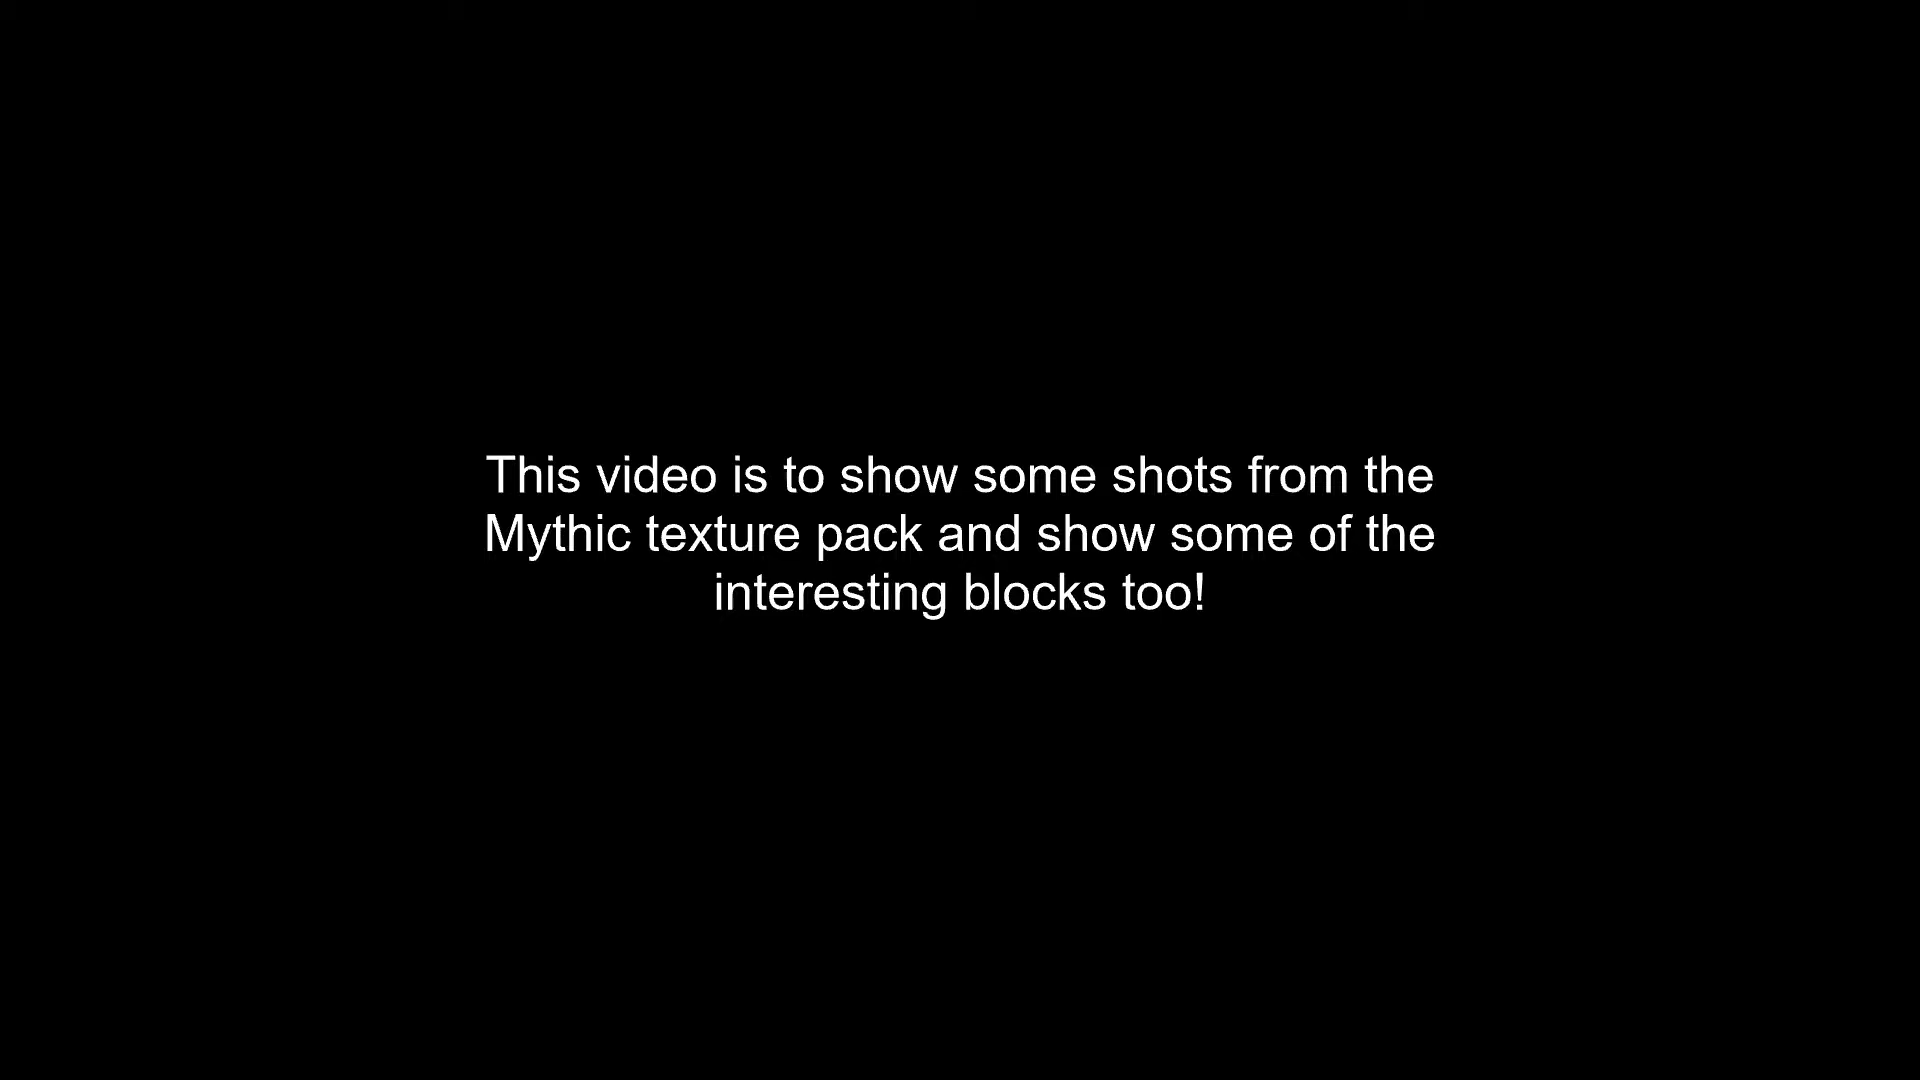 This video is to show some shots from the
Mythic texture pack and show some of the
interesting blocks too!